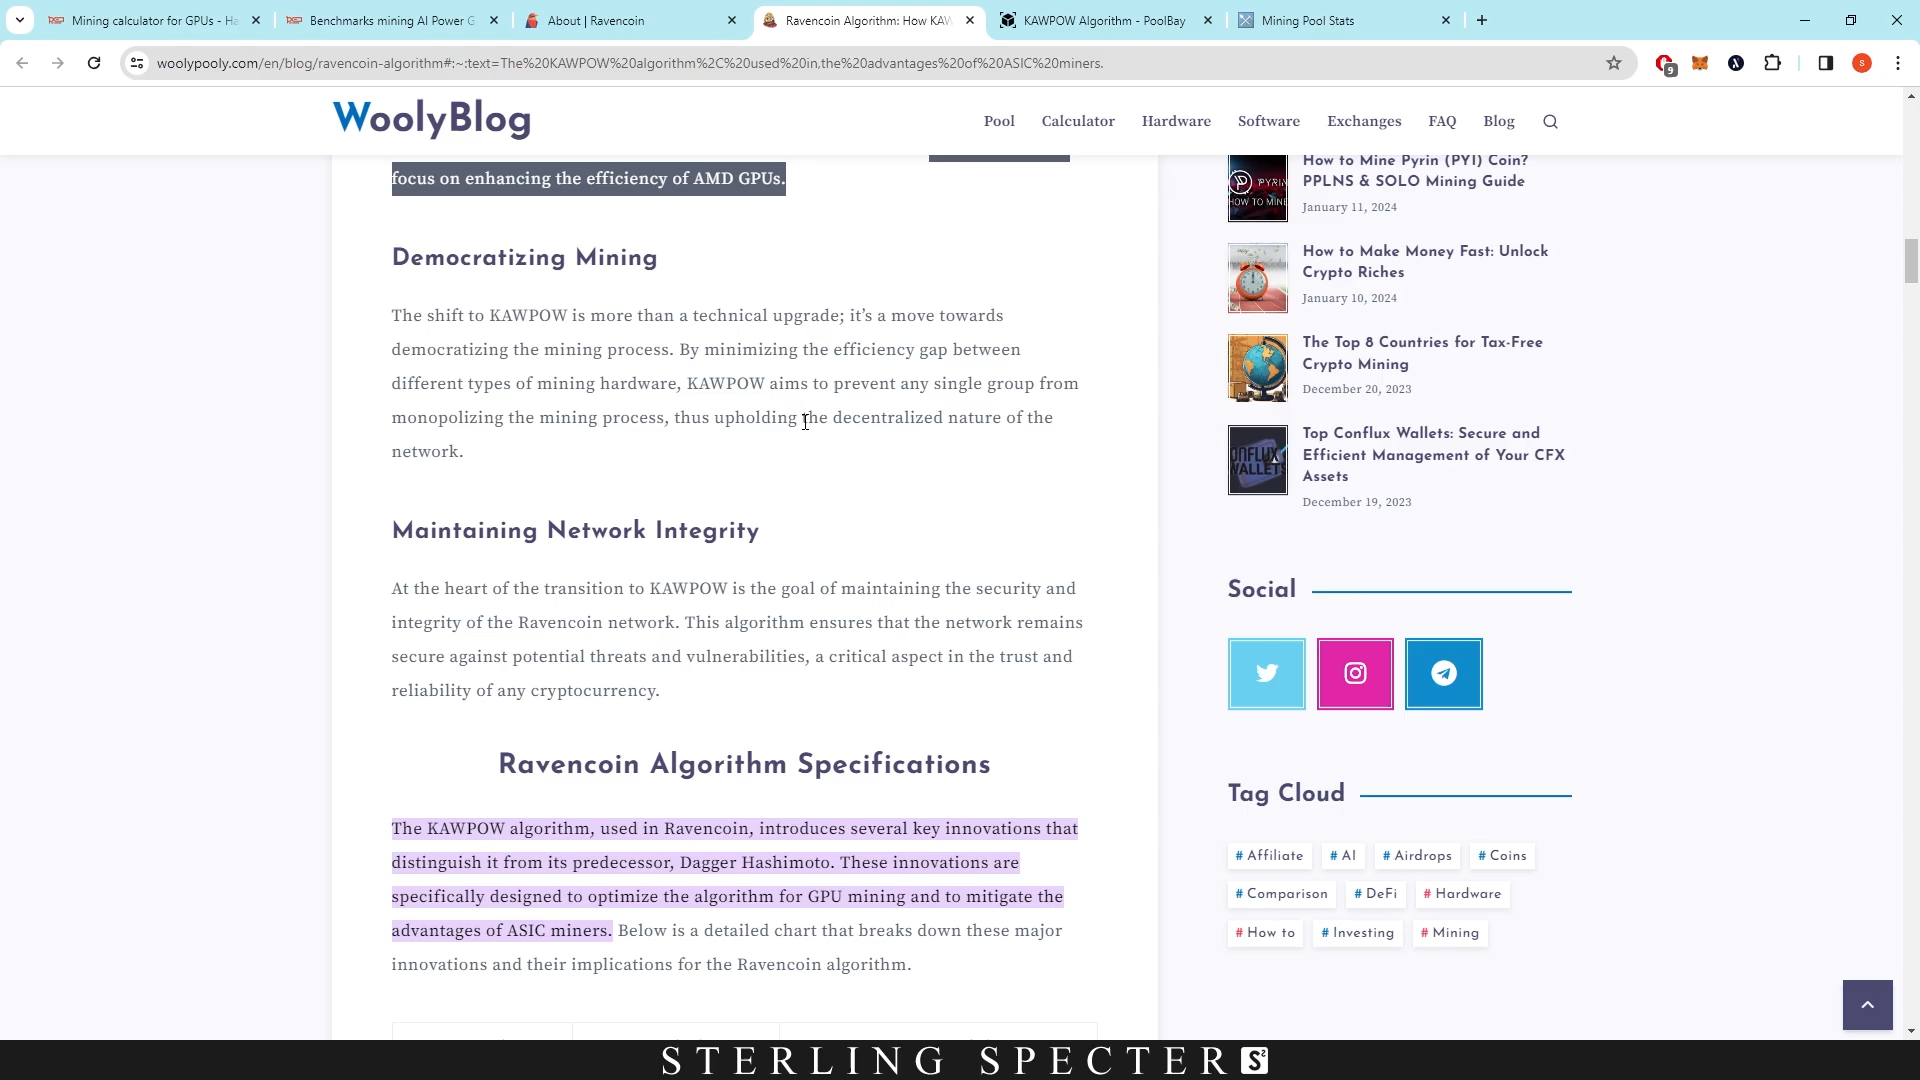 Mining calculator for GPUs - Ha
Benchmarks mining AI Power G
About | Ravencoin
Ravencoin Algorithm: How KAW
KAWPOW Algorithm - PoolBay
Mining Pool Stats
woolypooly.com/en/blog/ravencoin-algorithm#:~:text=The%20KAWPOW%20algorithm%2C%20used%20in,the%20advantages%20of%20ASIC%20miners.
9
S
WoolyBlog
Pool
Calculator
Hardware
Software
Exchanges
FAQ
Blog
focus on enhancing the efficiency of AMD GPUs.
Democratizing Mining
The shift to KAWPOW is more than a technical upgrade; it's a move towards
democratizing the mining process. By minimizing the efficiency gap between
different types of mining hardware, KAWPOW aims to prevent any single group from
monopolizing the mining process, thus upholding the decentralized nature of the
network.
Maintaining Network Integrity
At the heart of the transition to KAWPOW is the goal of maintaining the security and
integrity of the Ravencoin network. This algorithm ensures that the network remains
secure against potential threats and vulnerabilities, a critical aspect in the trust and
reliability of any cryptocurrency.
Ravencoin Algorithm Specifications
The KAWPOW algorithm, used in Ravencoin, introduces several key innovations that
distinguish it from its predecessor, Dagger Hashimoto. These innovations are
specifically designed to optimize the algorithm for GPU mining and to mitigate the
advantages of ASIC miners. Below is a detailed chart that breaks down these major
innovations and their implications for the Ravencoin algorithm.
PYRIN
HOW TO MINE
How to Mine Pyrin (PYI) Coin?
PPLNS & SOLO Mining Guide
January 11, 2024
How to Make Money Fast: Unlock
Crypto Riches
January 10, 2024
The Top 8 Countries for Tax-Free
Crypto Mining
December 20, 2023
ONFLUX
WALLETS
Top Conflux Wallets: Secure and
Efficient Management of Your CFX
Assets
December 19, 2023
Social
Tag Cloud
# Affiliate
# AI
# Airdrops
# Coins
# Comparison
# DeFi
# Hardware
# How to
# Investing
# Mining
STERLING SPECTER